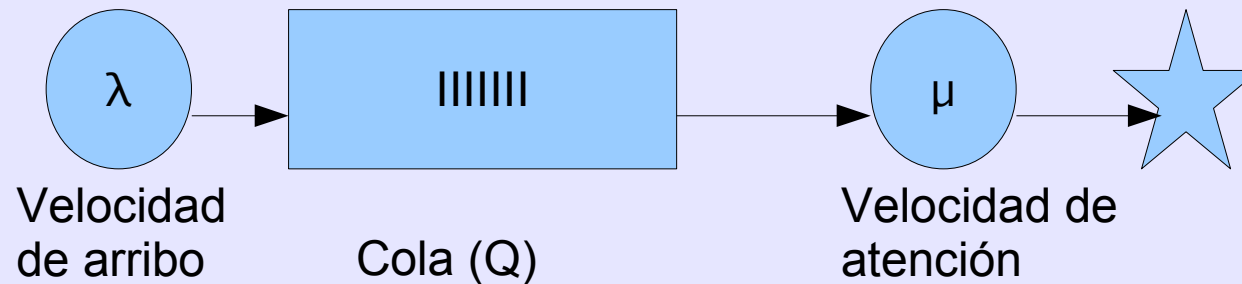 λ
IIIIIII
μ
Velocidad
de arribo
Cola (Q)
Velocidad de
atención